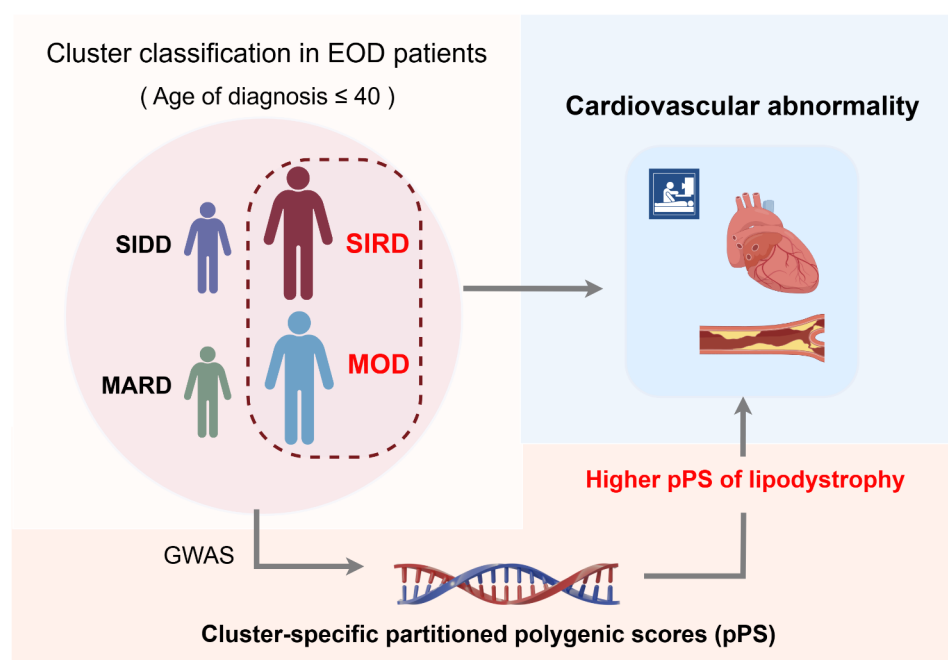 Cluster classification in EOD patients
( Age of diagnosis ≤ 40 )
Cardiovascular abnormality
SIDD
SIRD
MARD
MOD
Higher pPS of lipodystrophy
GWAS
Cluster-specific partitioned polygenic scores (pPS)